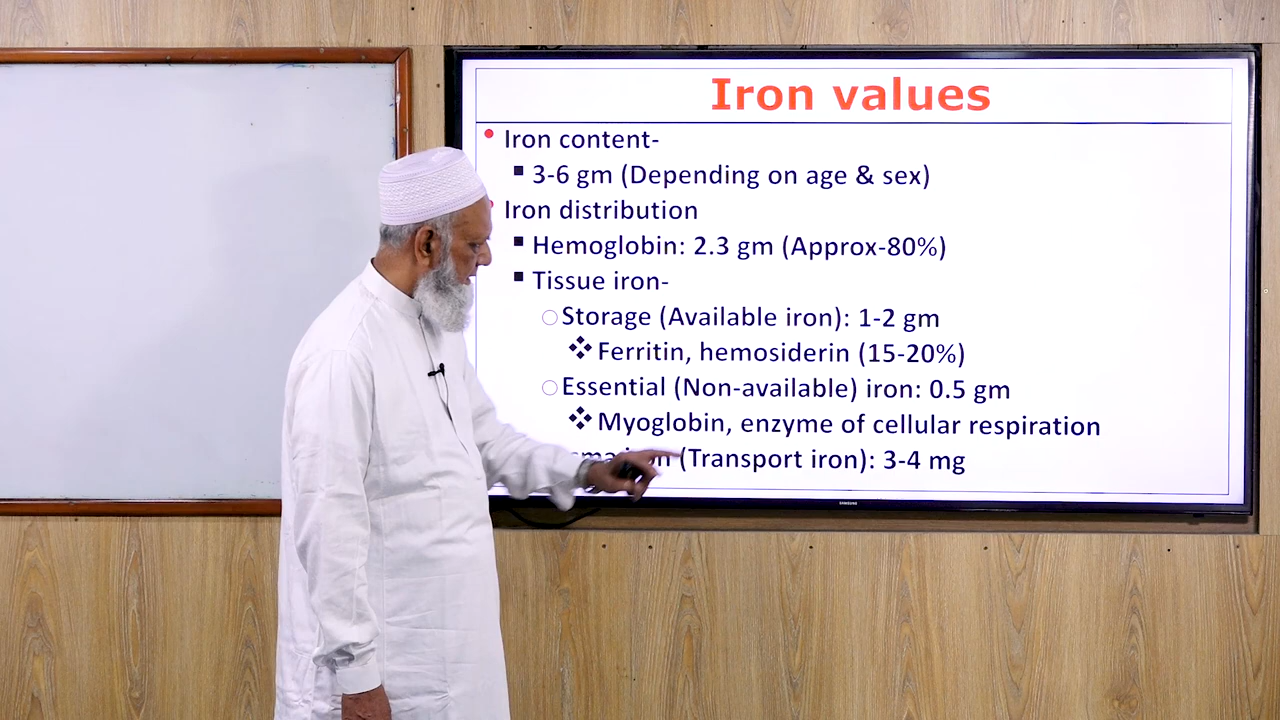 Iron values
Iron content-
3-6 gm (Depending on age & sex)
Iron distribution
Hemoglobin: 2.3 gm (Approx-80%)
Tissue iron-
Storage (Available iron): 1-2 gm
Ferritin, hemosiderin (15-20%)
Essential (Non-available) iron: 0.5 gm
Myoglobin, enzyme of cellular respiration
(Transport iron): 3-4 mg
SAMSUNG